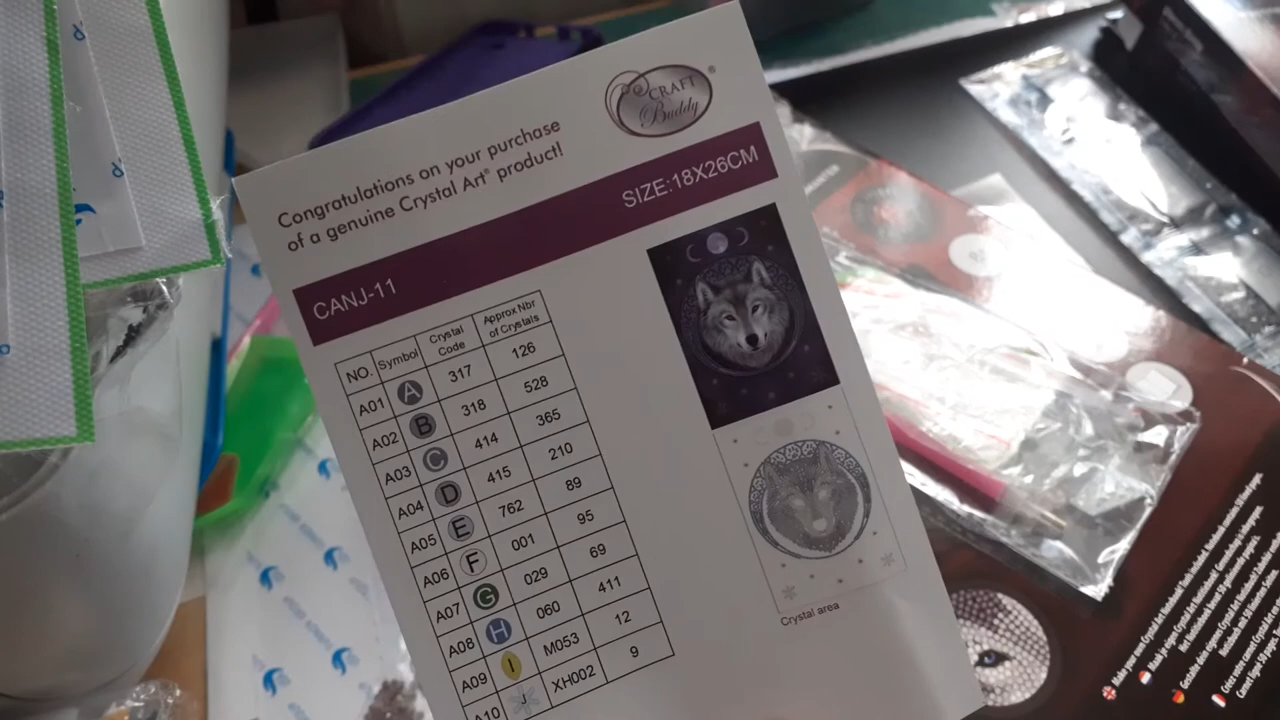 CRAFT
Buddy
®
Congratulations on your purchase
of a genuine Crystal Art® product!
SIZE:18X26CM
CANJ-11
NO. Symbol Crystal Code Approx Nbr of Crystals
A01 A 317 126
A02 B 318 528
A03 C 414 365
A04 D 415 210
A05 E 762 89
A06 F 001 95
A07 G 029 69
A08 H 060 411
A09 I M053 12
A10 J XH002 9
Crystal area